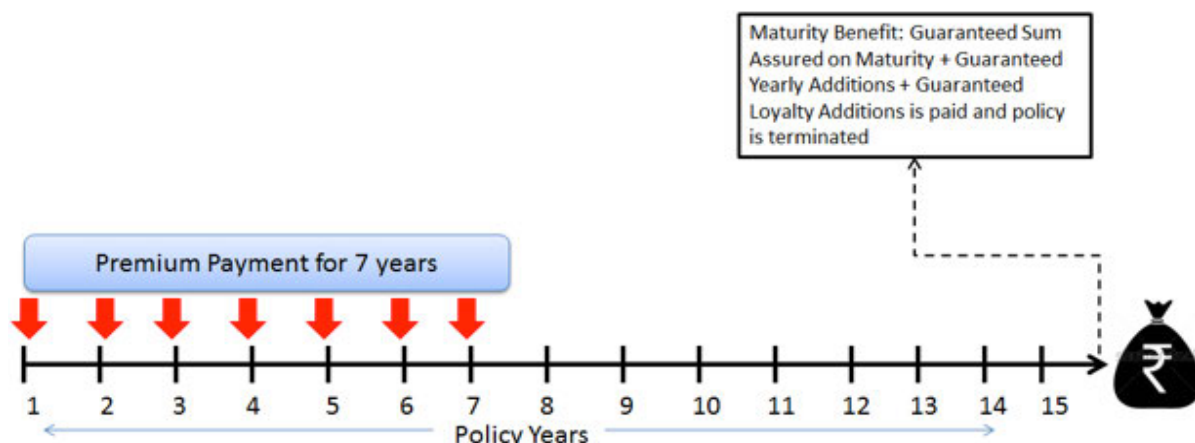 Maturity Benefit: Guaranteed Sum
Assured on Maturity + Guaranteed
Yearly Additions + Guaranteed
Loyalty Additions is paid and policy
is terminated
Premium Payment for 7 years
₹
1 2 3 4 5 6 7 8 9 10 11 12 13 14 15
Policy Years